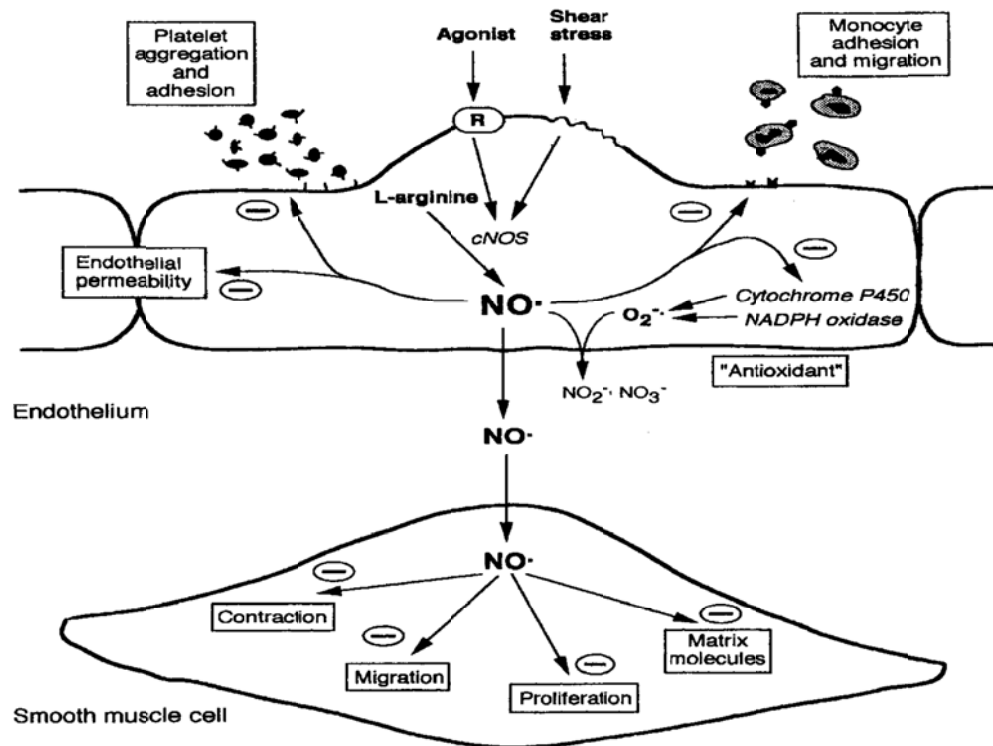 Platelet
aggregation
and
adhesion
Agonist
Shear
stress
Monocyte
adhesion
and migration
R
L-arginine
cNOS
Endothelial
permeability
NO·
O₂⁻·
Cytochrome P450
NADPH oxidase
NO₂⁻· NO₃⁻
"Antioxidant"
Endothelium
NO·
NO·
Contraction
Migration
Proliferation
Matrix
molecules
Smooth muscle cell